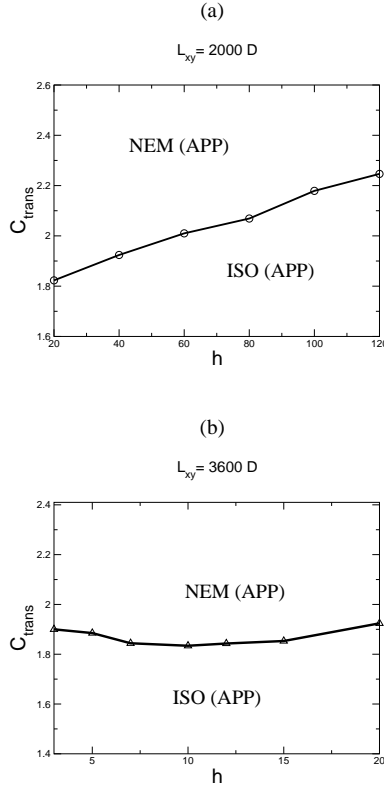 (a)
L_xy= 2000 D
2.6
2.4
NEM (APP)
2.2
C_trans
2
ISO (APP)
1.8
1.6
20 40 60 80 100 120
h
(b)
L_xy= 3600 D
2.4
2.2
NEM (APP)
2
C_trans
1.8
ISO (APP)
1.6
1.4
5 10 15 20
h